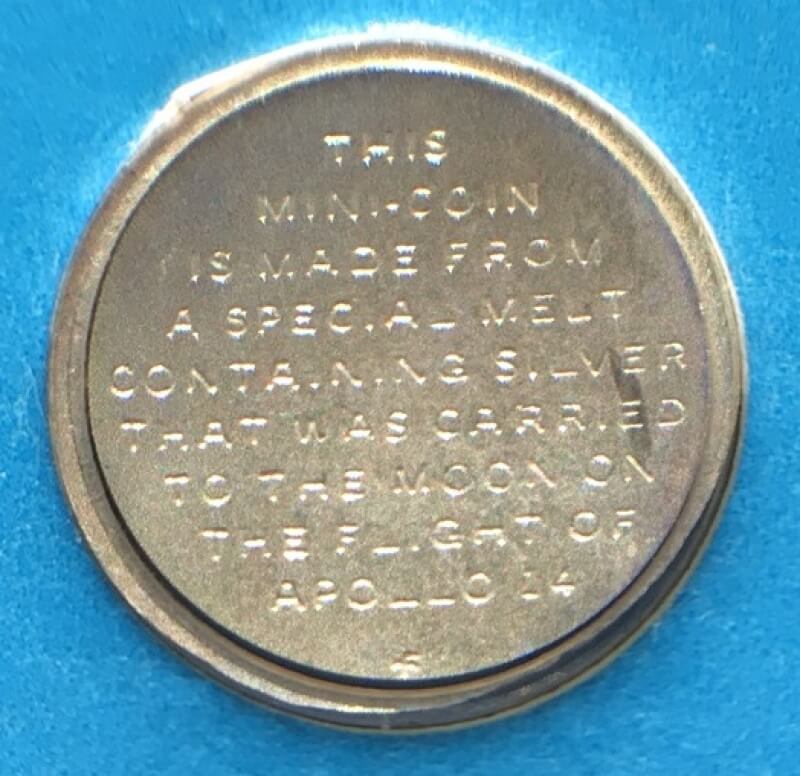 THIS
MINI-COIN
IS MADE FROM
A SPECIAL MELT
CONTAINING SILVER
THAT WAS CARRIED
TO THE MOON ON
THE FLIGHT OF
APOLLO 14